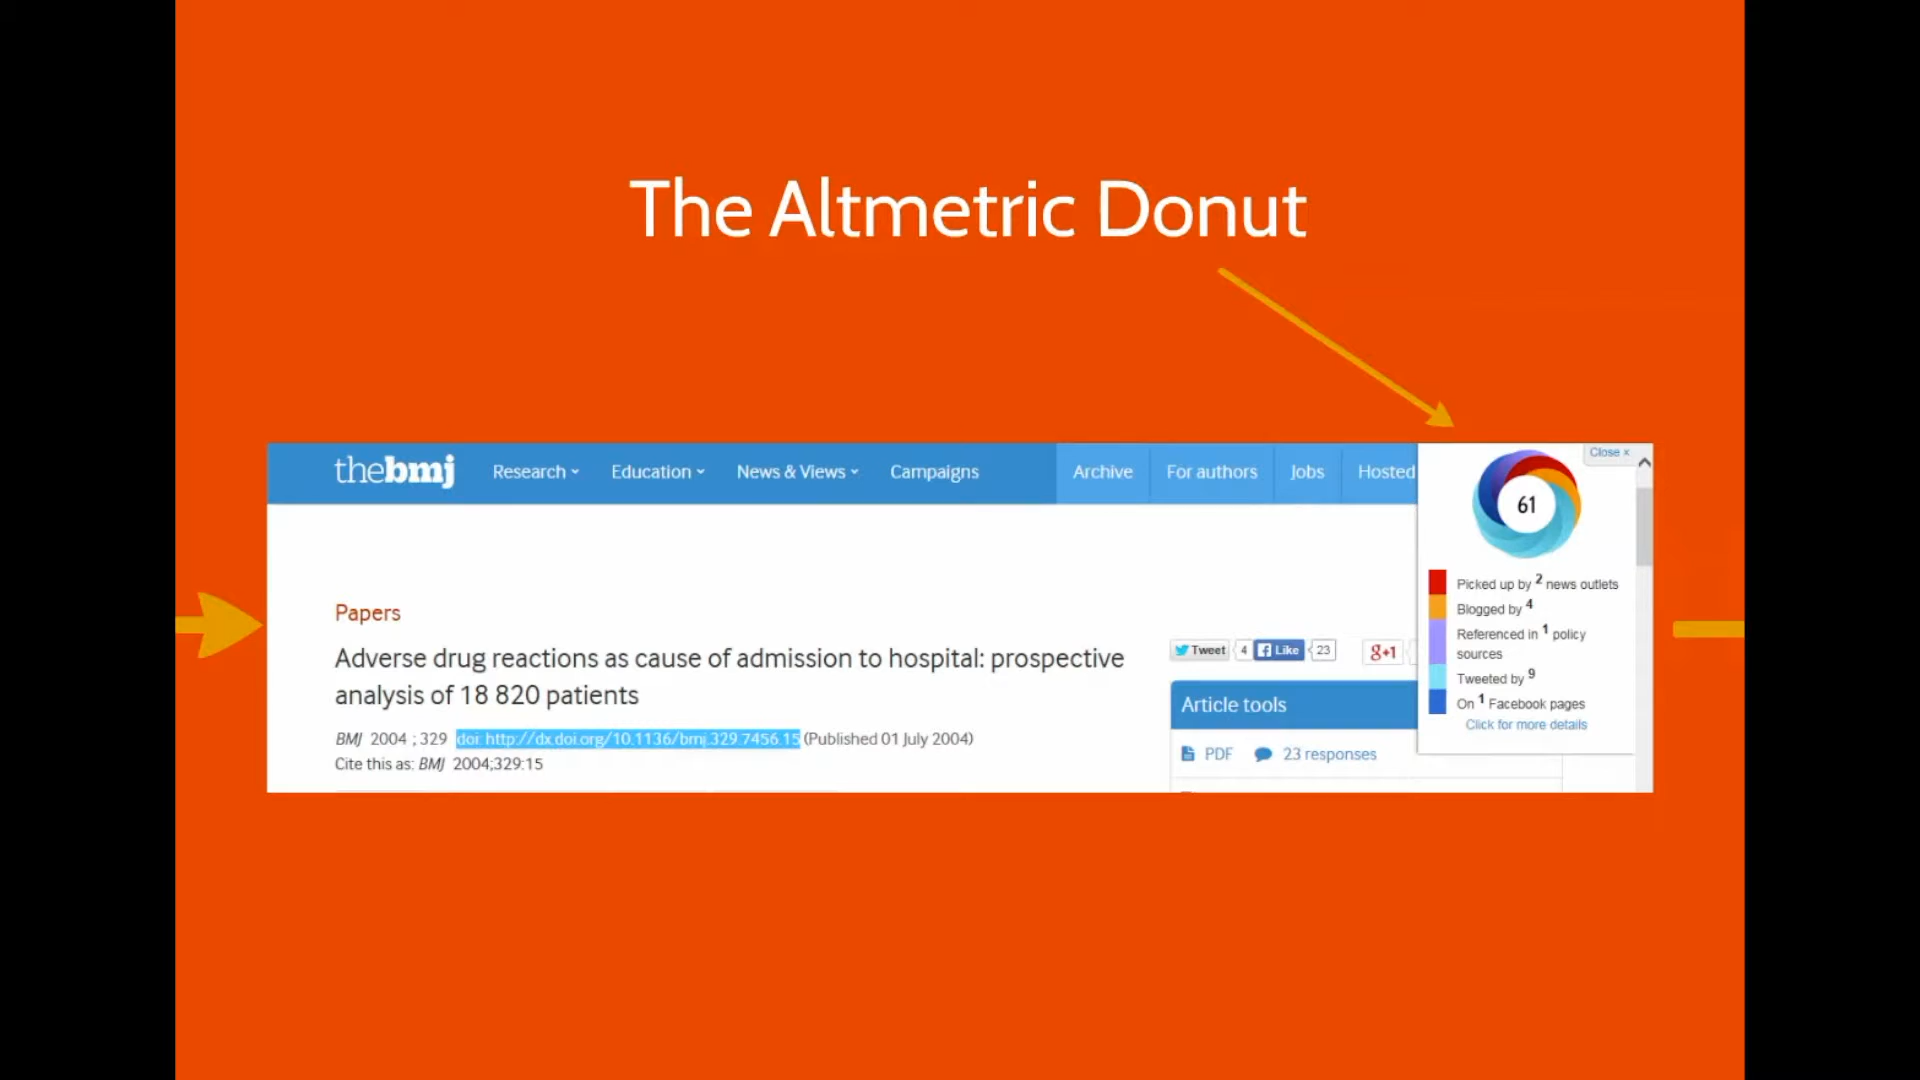 The Altmetric Donut
thebmj Research Education News & Views Campaigns Archive For authors Jobs Hosted
Close x
61
Picked up by 2 news outlets
Blogged by 4
Referenced in 1 policy
sources
Tweeted by 9
On 1 Facebook pages
Click for more details
Papers
Adverse drug reactions as cause of admission to hospital: prospective
analysis of 18 820 patients
BMJ 2004 ; 329 doi: http://dx.doi.org/10.1136/bmj.329.7456.15 (Published 01 July 2004)
Cite this as: BMJ 2004;329:15
Tweet 4 Like 23 g+1
Article tools
PDF 23 responses